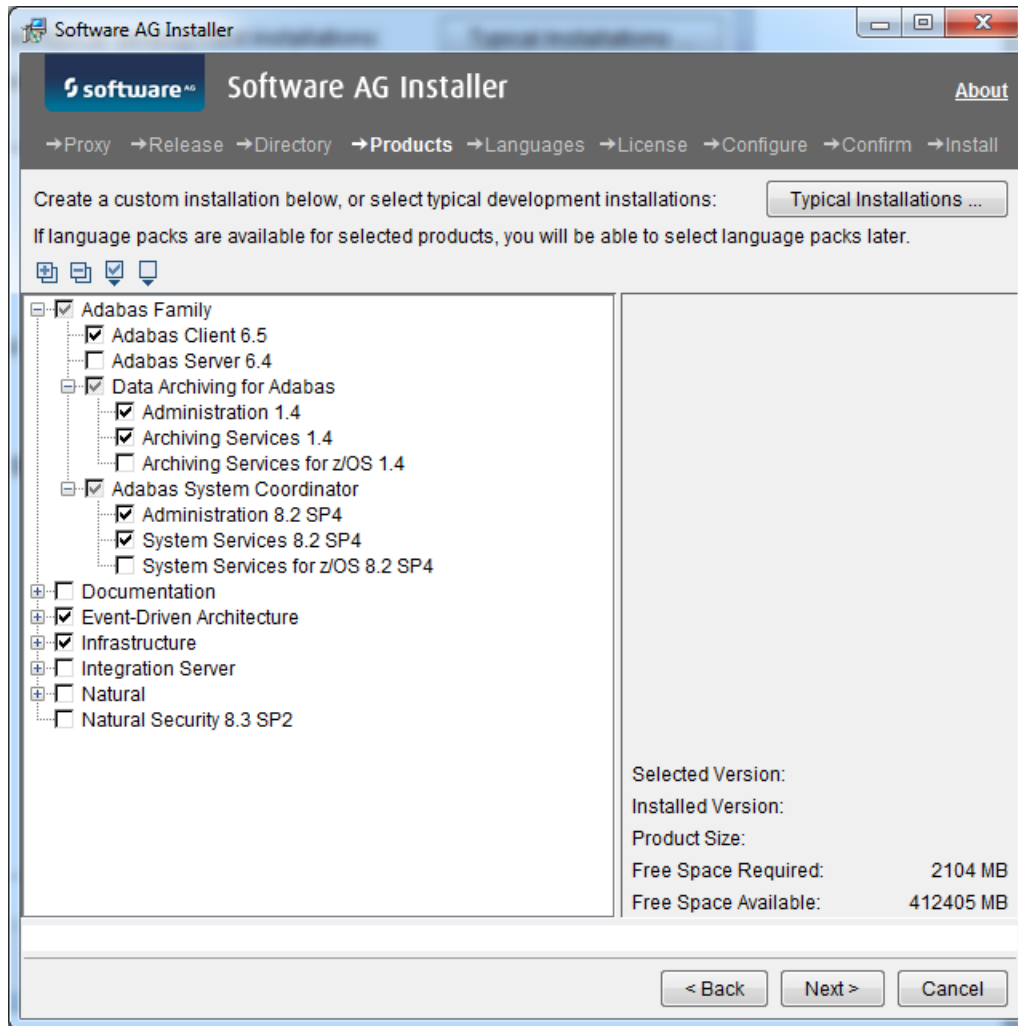 Software AG Installer
software AG Software AG Installer About
→Proxy →Release →Directory →Products →Languages →License →Configure →Confirm →Install
Create a custom installation below, or select typical development installations: Typical Installations ...
If language packs are available for selected products, you will be able to select language packs later.
Adabas Family
Adabas Client 6.5
Adabas Server 6.4
Data Archiving for Adabas
Administration 1.4
Archiving Services 1.4
Archiving Services for z/OS 1.4
Adabas System Coordinator
Administration 8.2 SP4
System Services 8.2 SP4
System Services for z/OS 8.2 SP4
Documentation
Event-Driven Architecture
Infrastructure
Integration Server
Natural
Natural Security 8.3 SP2
Selected Version:
Installed Version:
Product Size:
Free Space Required: 2104 MB
Free Space Available: 412405 MB
< Back Next > Cancel